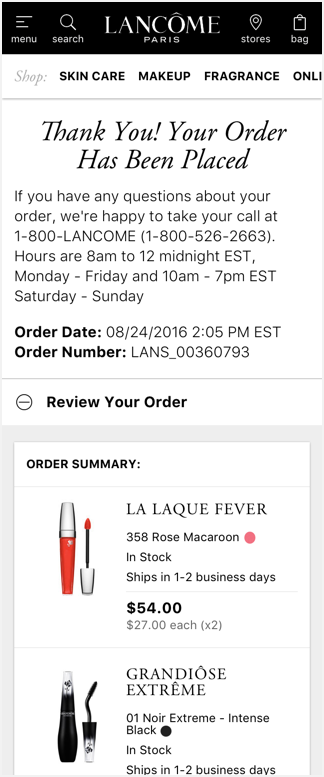 menu
search
LANCÔME
PARIS
stores
bag
Shop: SKIN CARE MAKEUP FRAGRANCE ONLI
Thank You! Your Order
Has Been Placed
If you have any questions about your
order, we're happy to take your call at
1-800-LANCOME (1-800-526-2663).
Hours are 8am to 12 midnight EST,
Monday - Friday and 10am - 7pm EST
Saturday - Sunday
Order Date: 08/24/2016 2:05 PM EST
Order Number: LANS_00360793
Review Your Order
ORDER SUMMARY:
LA LAQUE FEVER
358 Rose Macaroon
In Stock
Ships in 1-2 business days
$54.00
$27.00 each (x2)
GRANDIÔSE
EXTRÊME
01 Noir Extreme - Intense
Black
In Stock
Ships in 1-2 business days